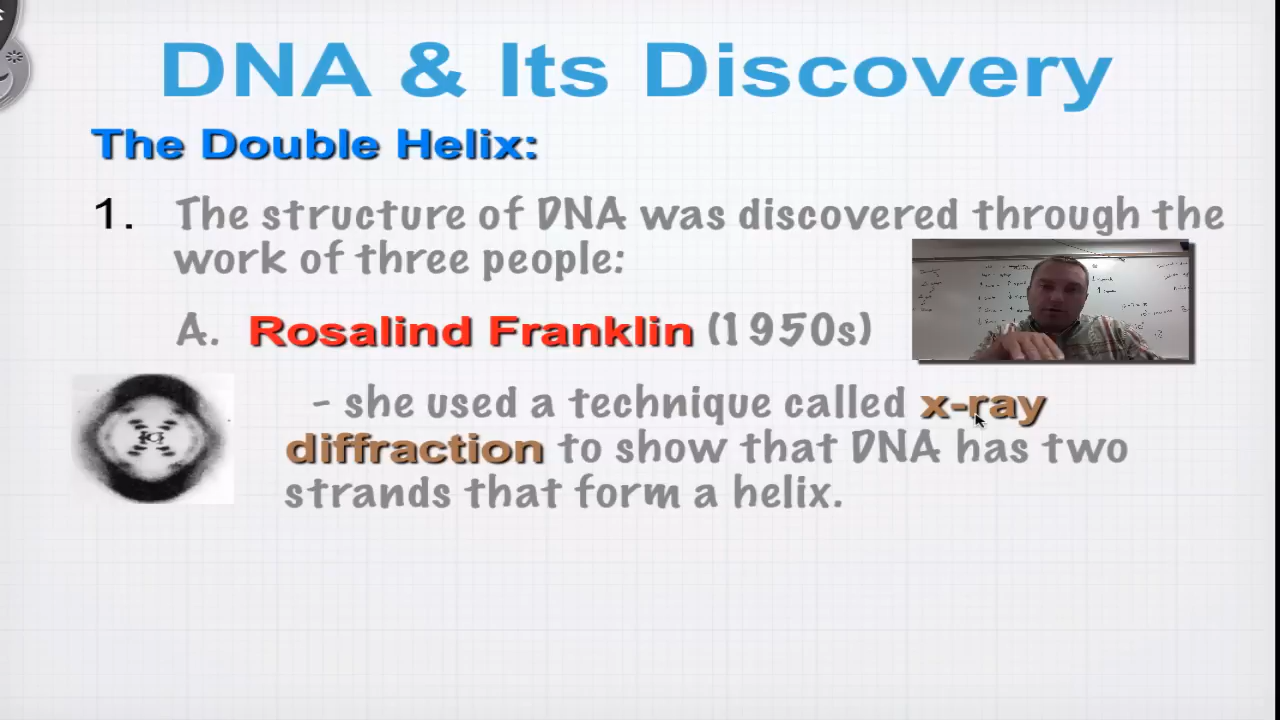 DNA & Its Discovery
The Double Helix:
1. The structure of DNA was discovered through the
work of three people:
A. Rosalind Franklin (1950s)
- she used a technique called x-ray
diffraction to show that DNA has two
strands that form a helix.